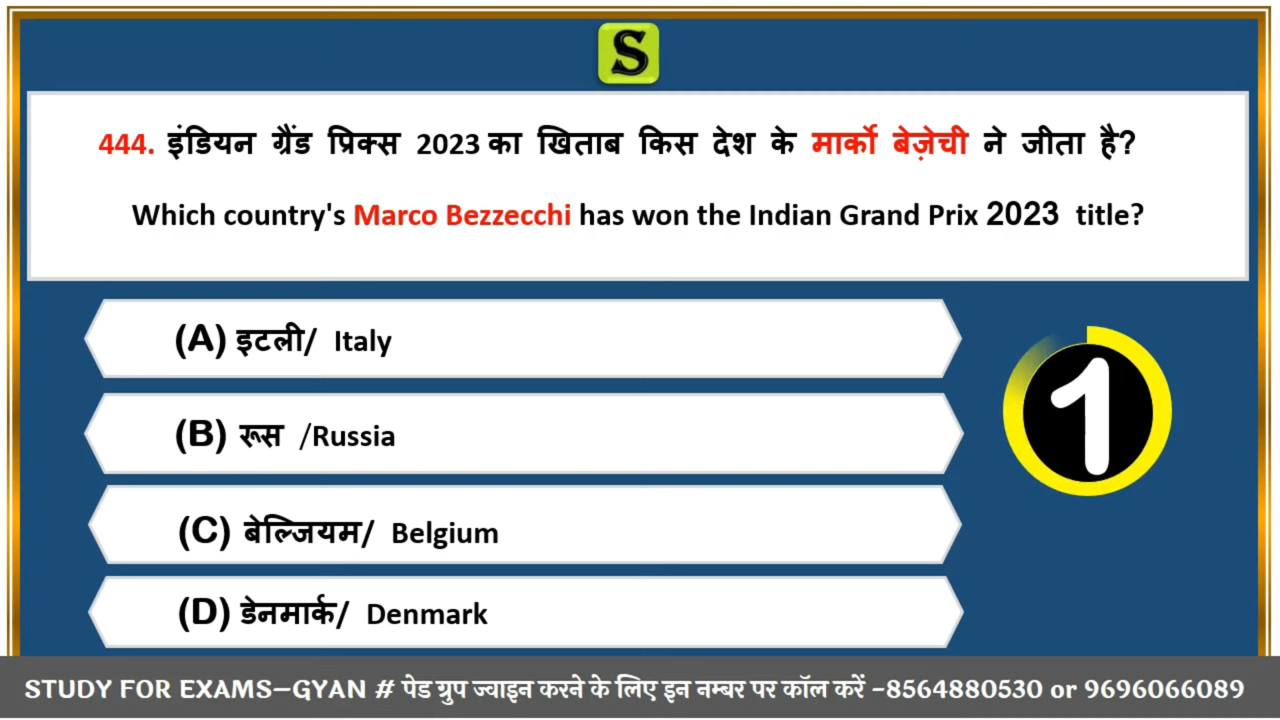 S
444. इंडियन ग्रैंड प्रिक्स 2023 का खिताब किस देश के मार्को बेज़ेची ने जीता है?
Which country's Marco Bezzecchi has won the Indian Grand Prix 2023 title?
(A) इटली/ Italy
(B) रूस /Russia
(C) बेल्जियम/ Belgium
(D) डेनमार्क/ Denmark
1
STUDY FOR EXAMS–GYAN # पेड ग्रुप ज्वाइन करने के लिए इन नम्बर पर कॉल करें –8564880530 or 9696066089